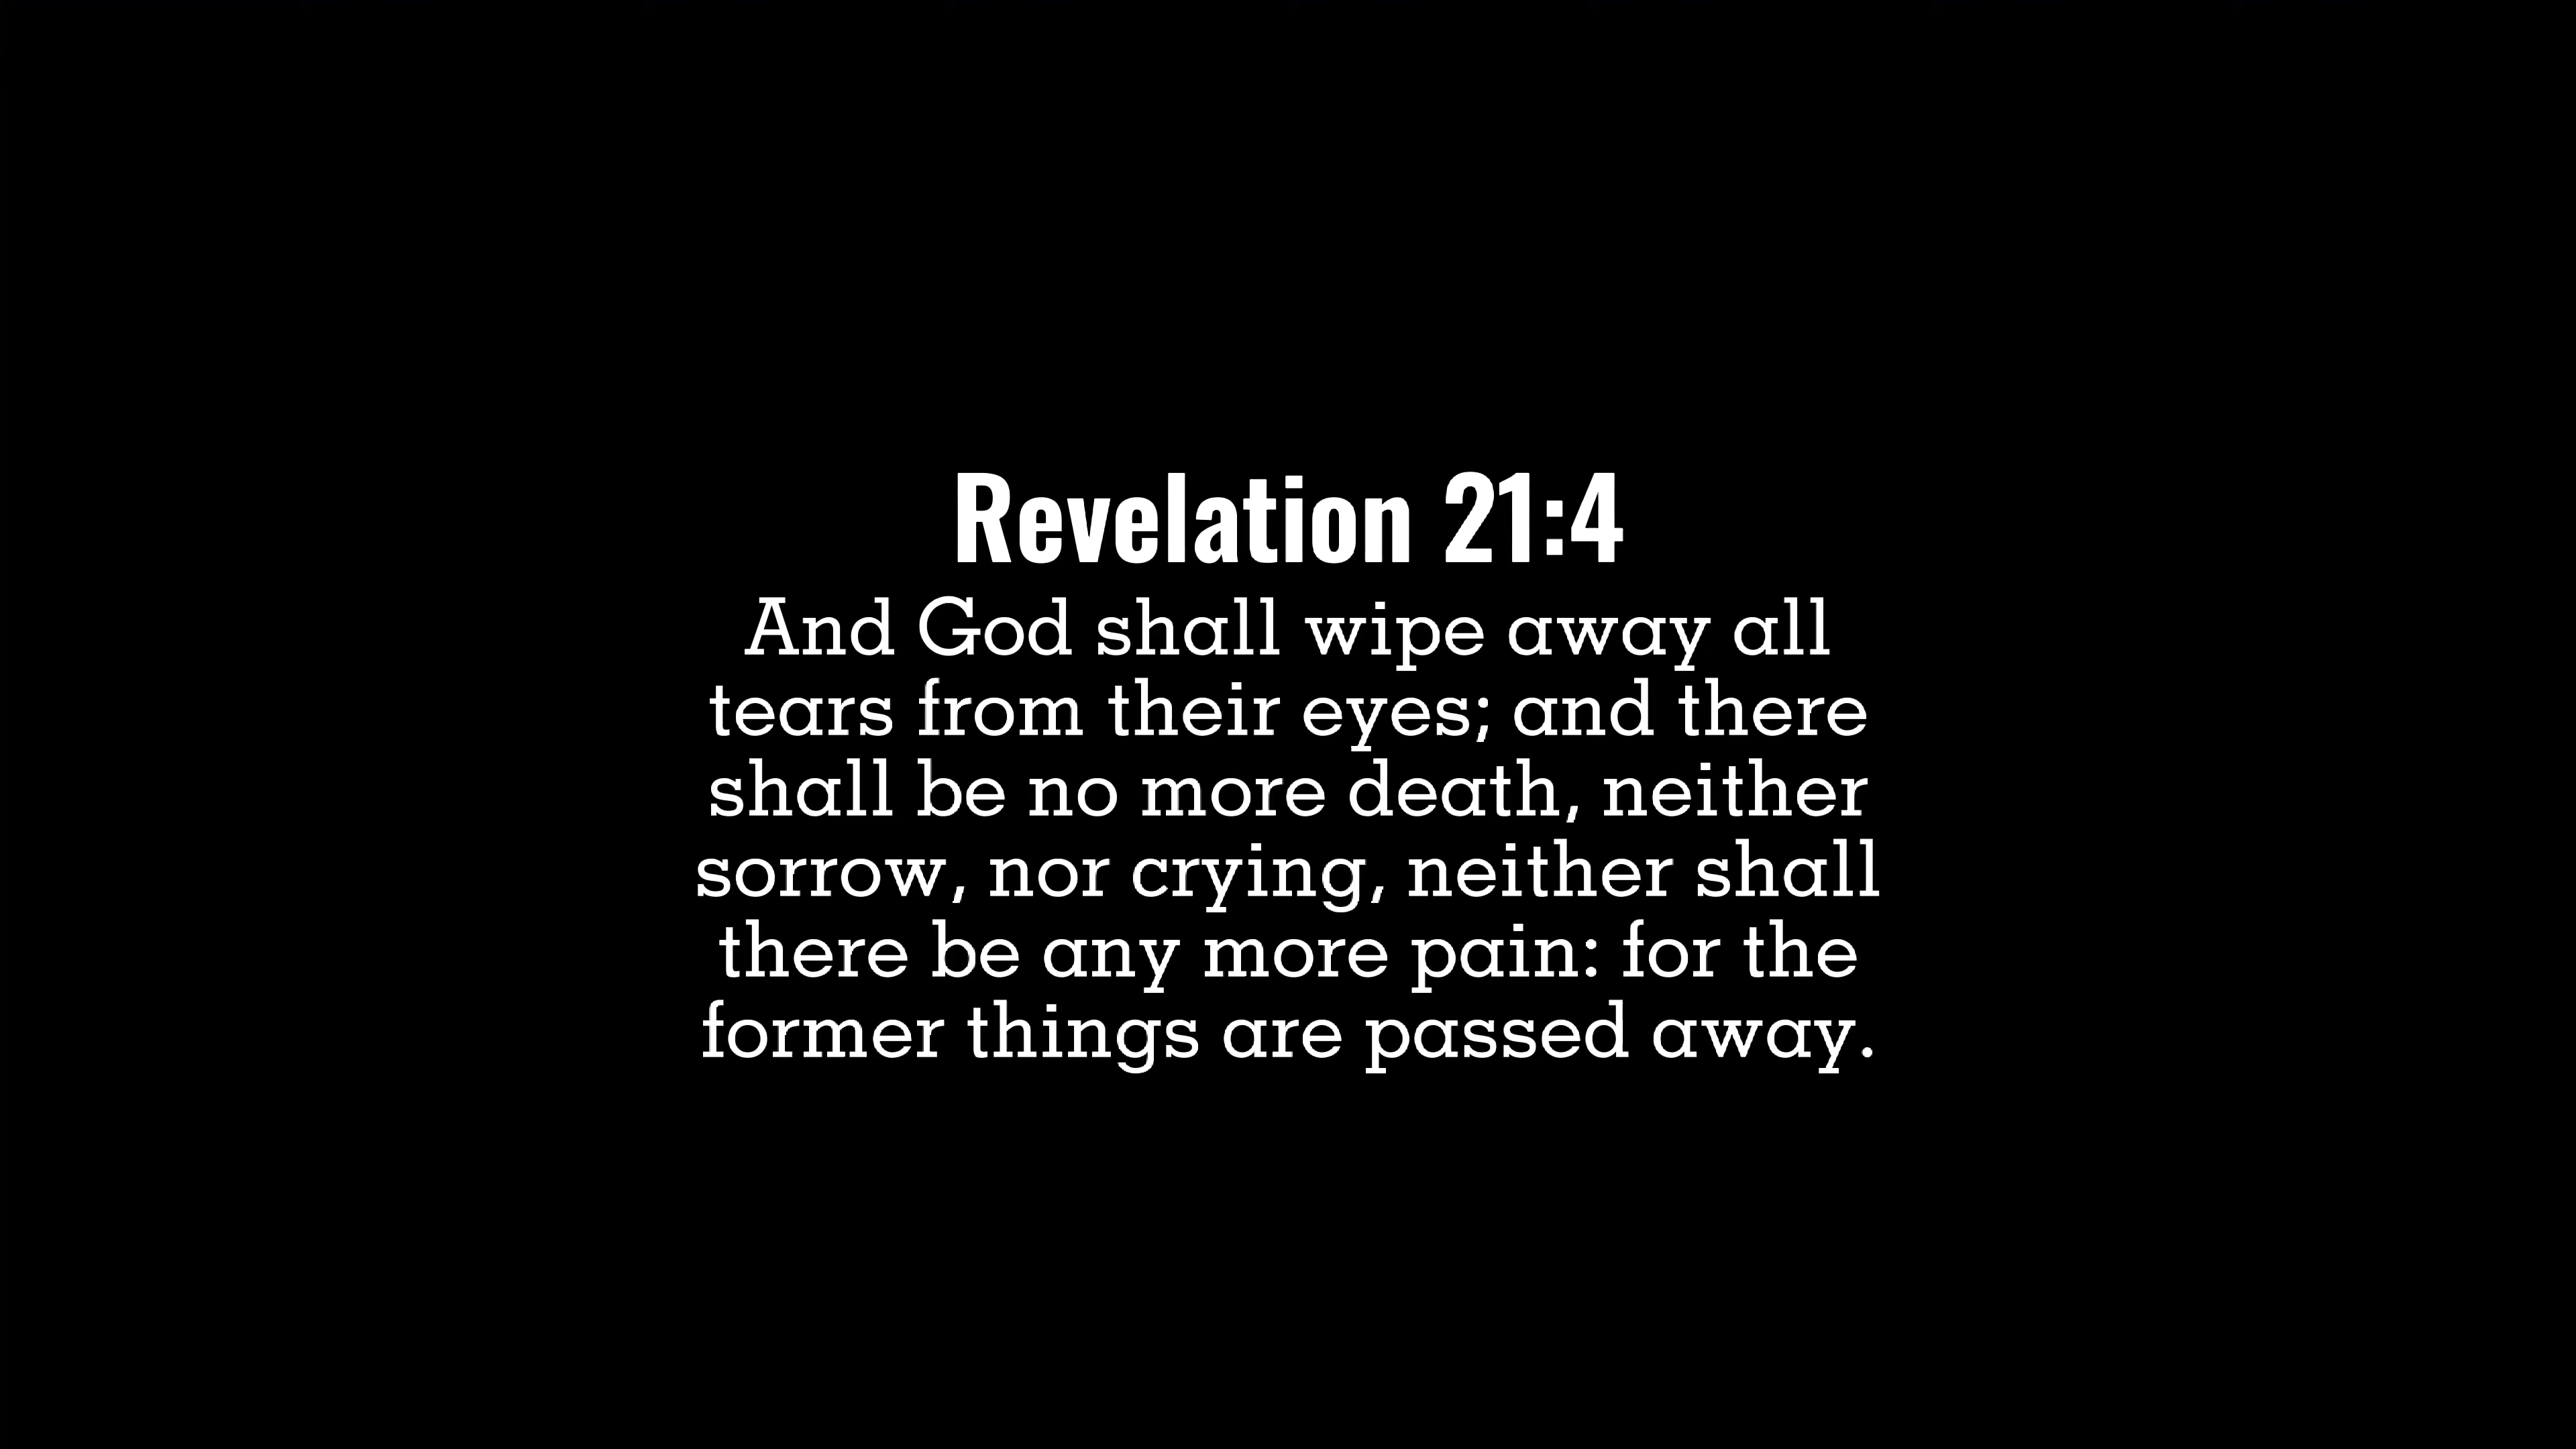 Revelation 21:4
And God shall wipe away all
tears from their eyes; and there
shall be no more death, neither
sorrow, nor crying, neither shall
there be any more pain: for the
former things are passed away.